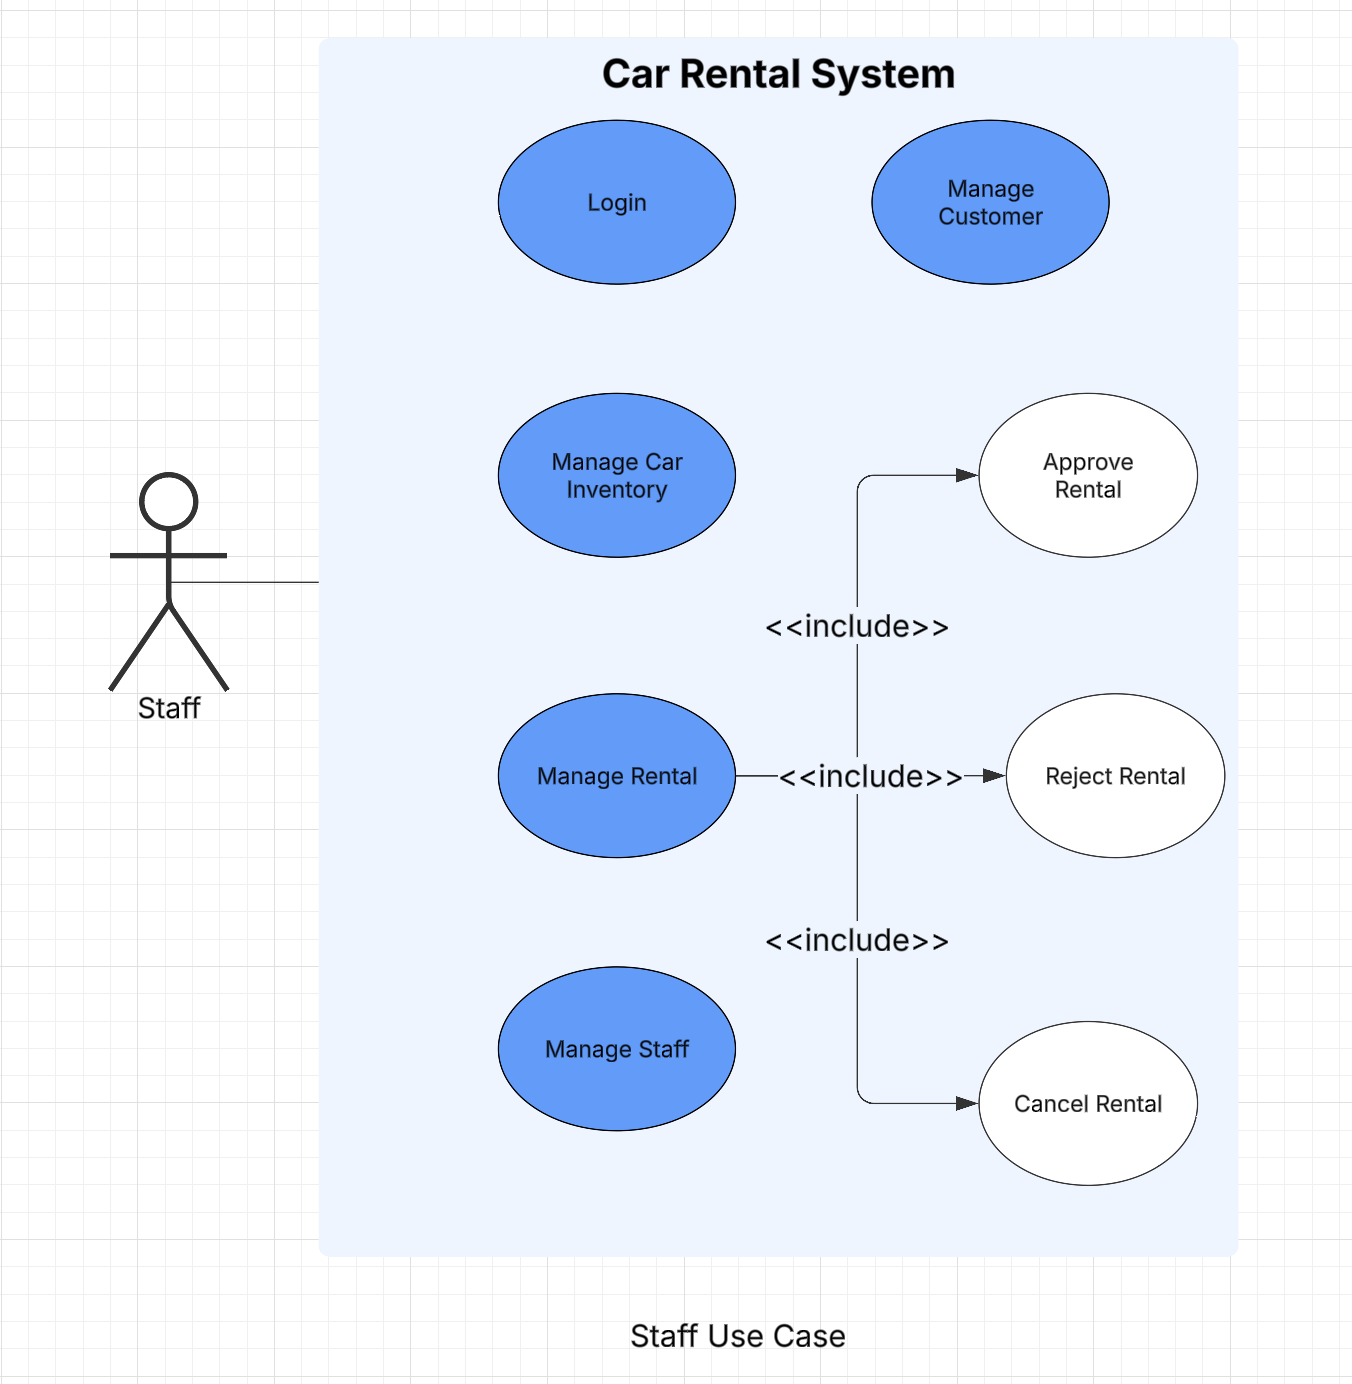 Car Rental System
Login
Manage
Customer
Manage Car
Inventory
Approve
Rental
<<include>>
Staff
Manage Rental
<<include>>
Reject Rental
<<include>>
Manage Staff
Cancel Rental
Staff Use Case